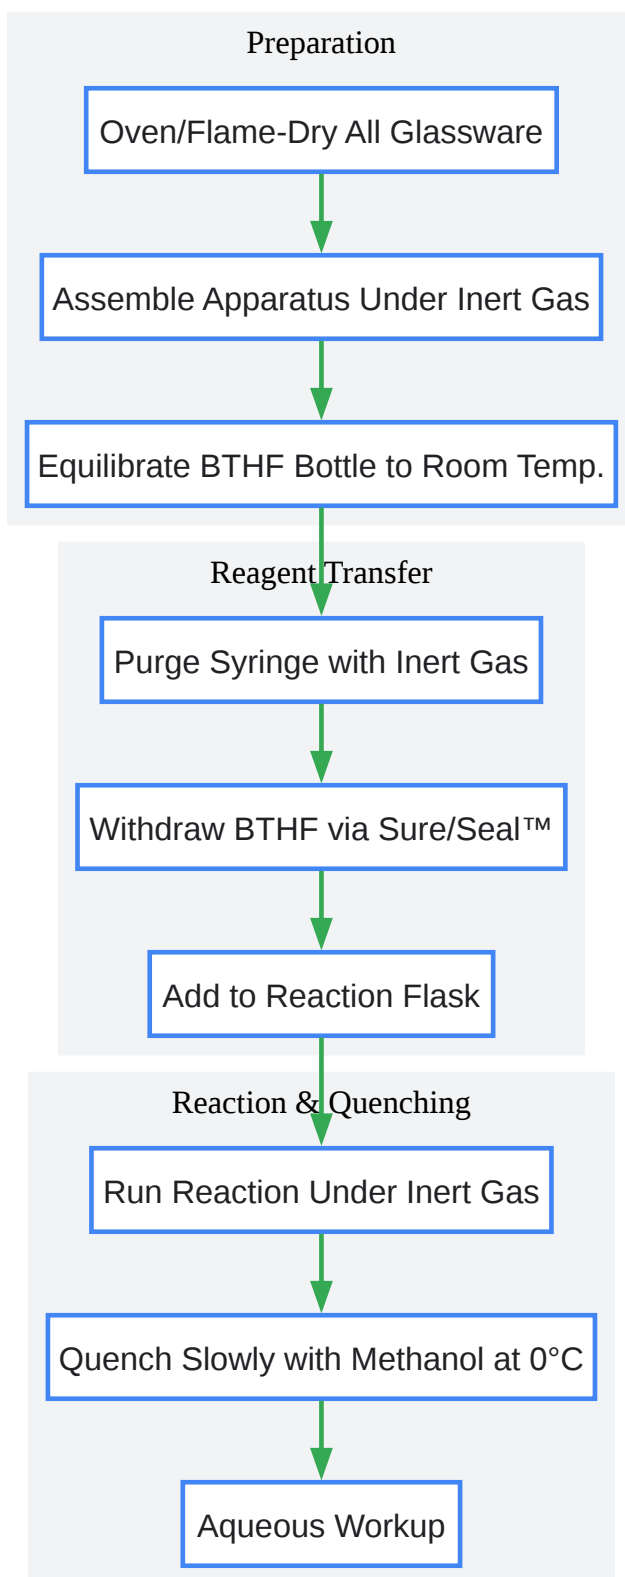 Preparation
Oven/Flame-Dry All Glassware
Assemble Apparatus Under Inert Gas
Equilibrate BTHF Bottle to Room Temp.
Reagent Transfer
Purge Syringe with Inert Gas
Withdraw BTHF via Sure/Seal™
Add to Reaction Flask
Reaction & Quenching
Run Reaction Under Inert Gas
Quench Slowly with Methanol at 0°C
Aqueous Workup